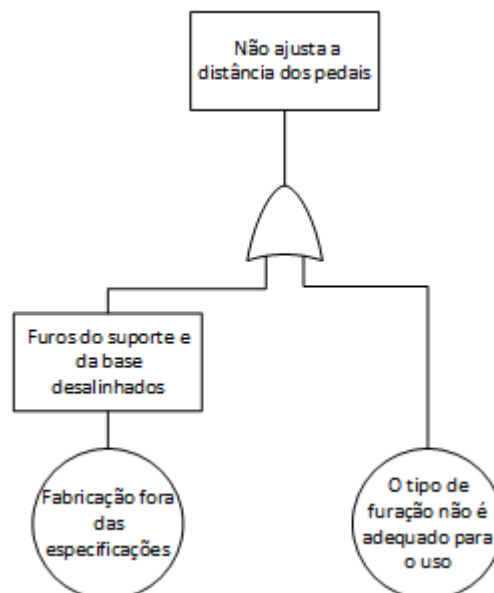 Não ajusta a
distância dos pedais
Furos do suporte e
da base
desalinhados
Fabricação fora
das
especificações
O tipo de
furação não é
adequado para
o uso